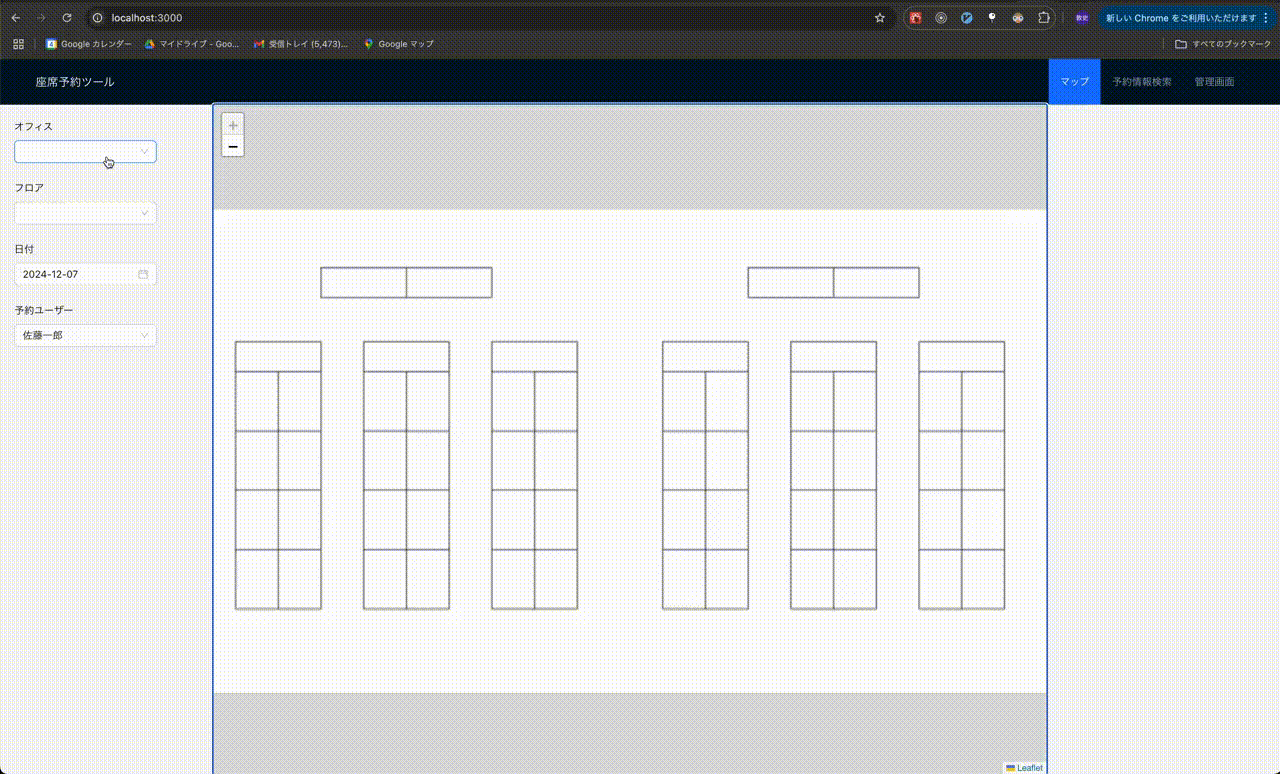 localhost:3000
新しい Chrome をご利用いただけます
Google カレンダー
マイドライブ - Goo...
受信トレイ (5,473)...
Google マップ
すべてのブックマーク
座席予約ツール
マップ
予約情報検索
管理画面
オフィス
フロア
日付
2024-12-07
予約ユーザー
佐藤一郎
+
−
Leaflet